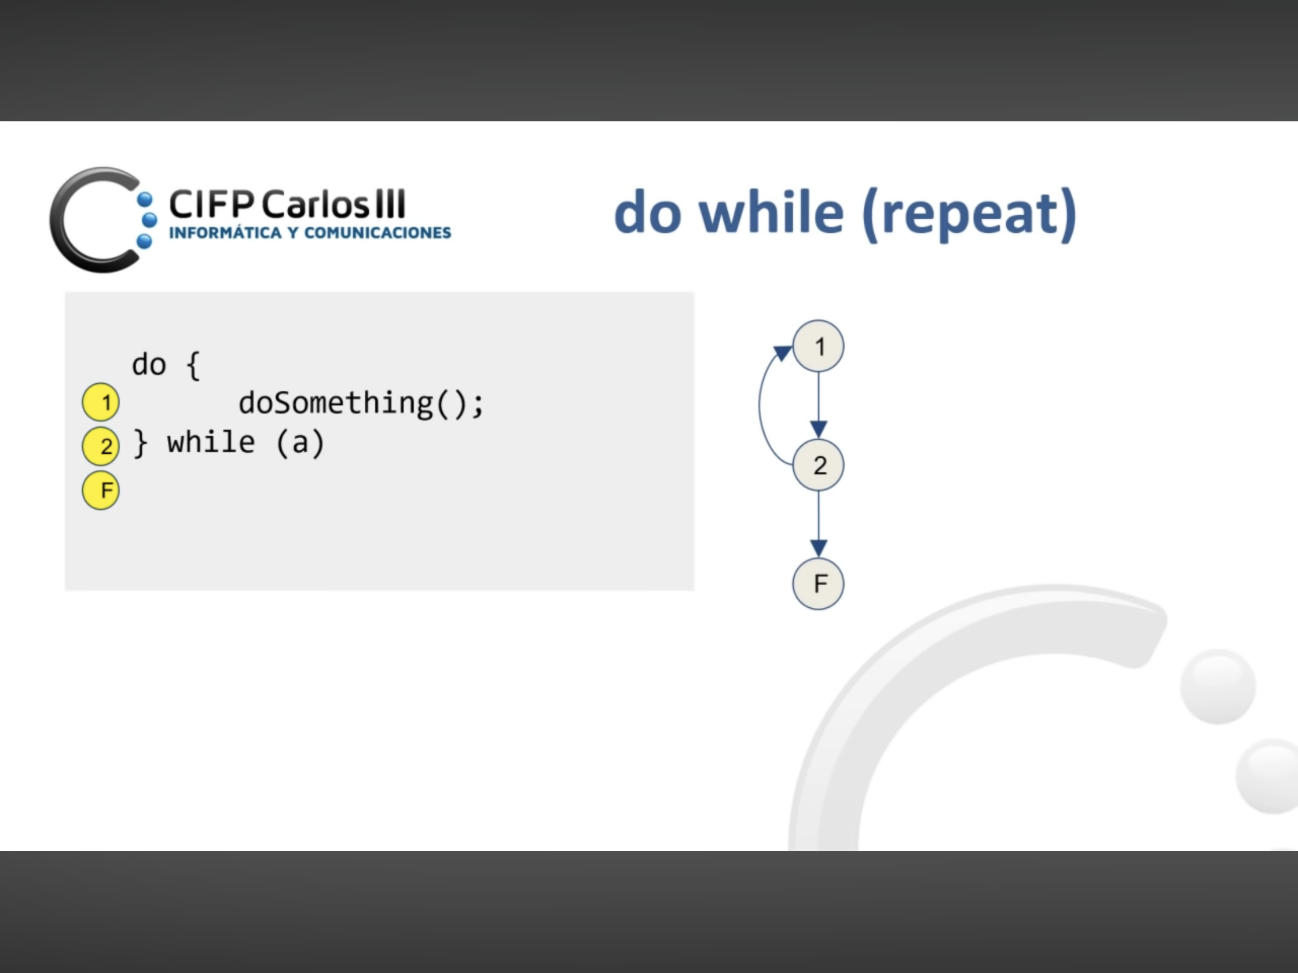 CIFP Carlos III
INFORMÁTICA Y COMUNICACIONES
do while (repeat)
do {
1 doSomething();
2 } while (a)
F
1
2
F